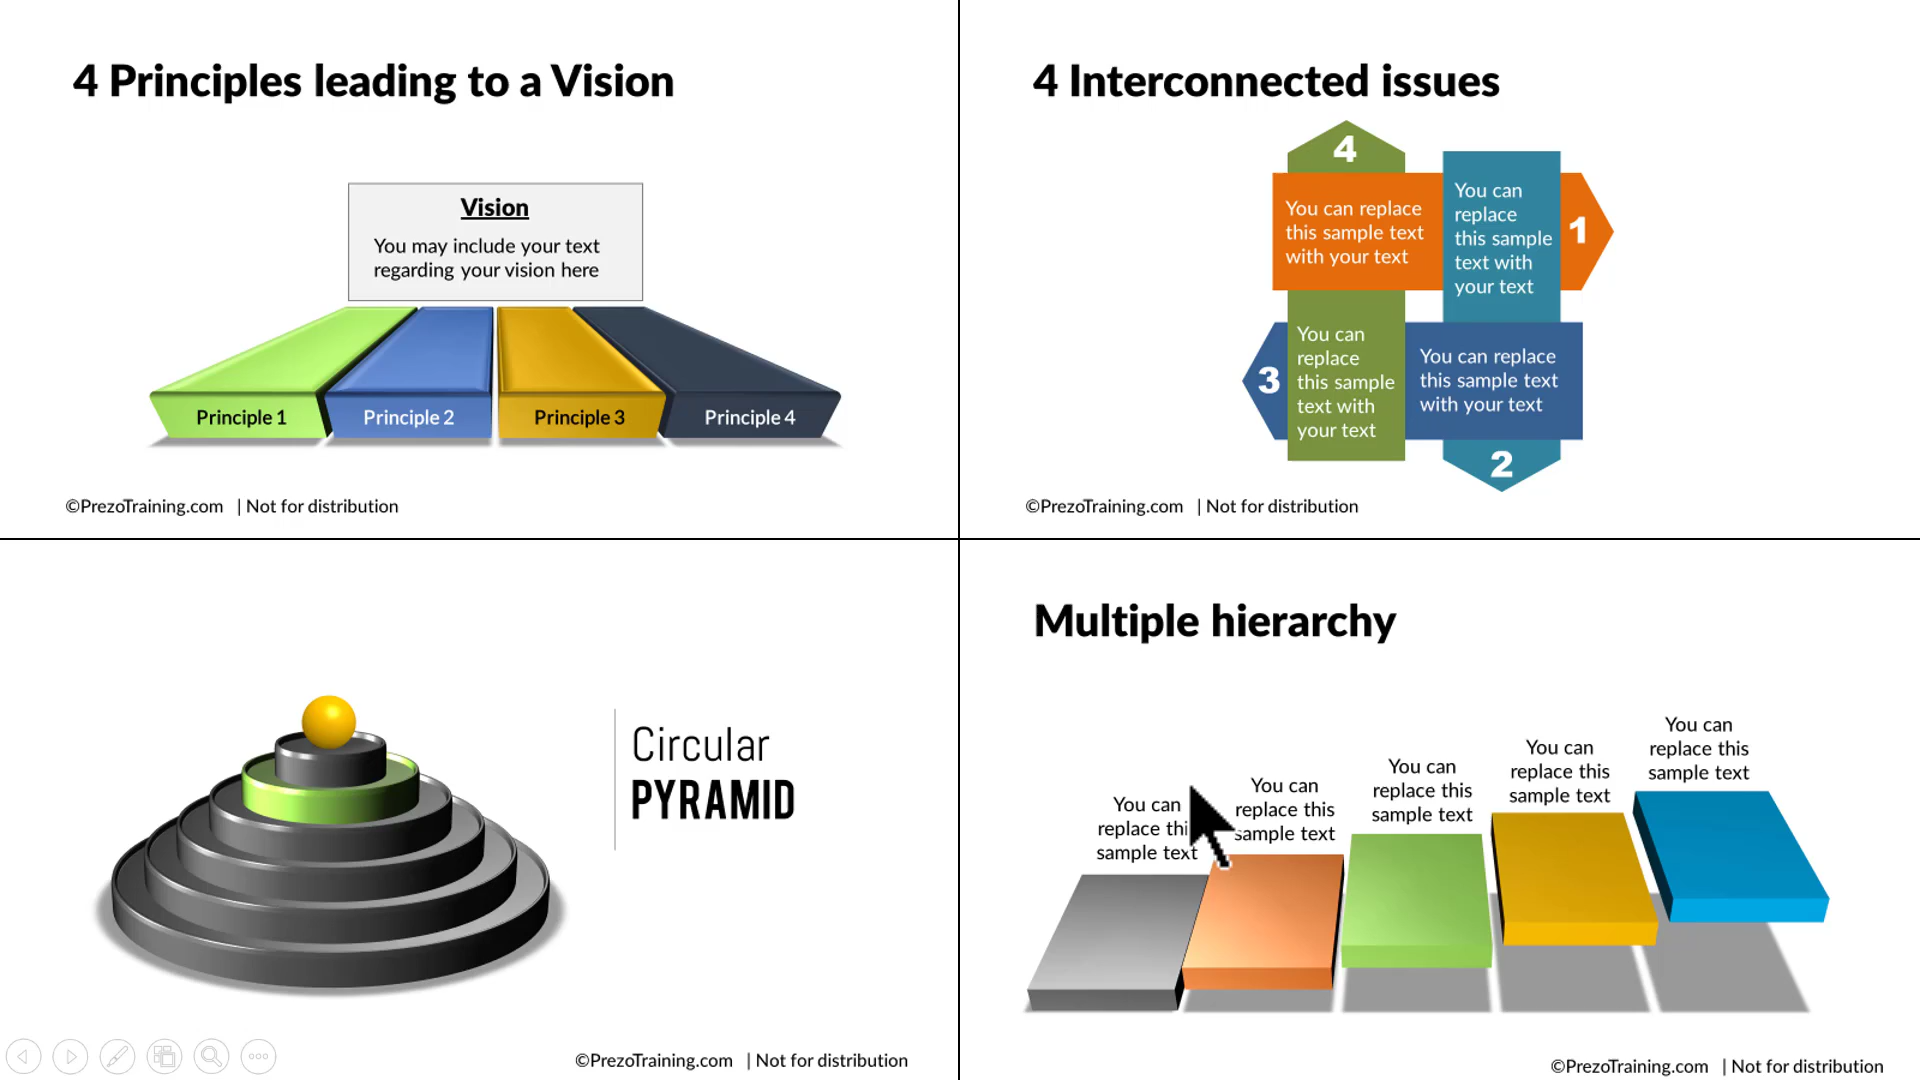 4 Principles leading to a Vision
Vision
You may include your text
regarding your vision here
Principle 1
Principle 2
Principle 3
Principle 4
©PrezoTraining.com | Not for distribution
4 Interconnected issues
4
You can replace
this sample text
with your text
You can
replace
this sample
text with
your text
1
3
You can
replace
this sample
text with
your text
You can replace
this sample text
with your text
2
©PrezoTraining.com | Not for distribution
Circular
PYRAMID
©PrezoTraining.com | Not for distribution
Multiple hierarchy
You can
replace thi
sample text
You can
replace this
sample text
You can
replace this
sample text
You can
replace this
sample text
You can
replace this
sample text
©PrezoTraining.com | Not for distribution